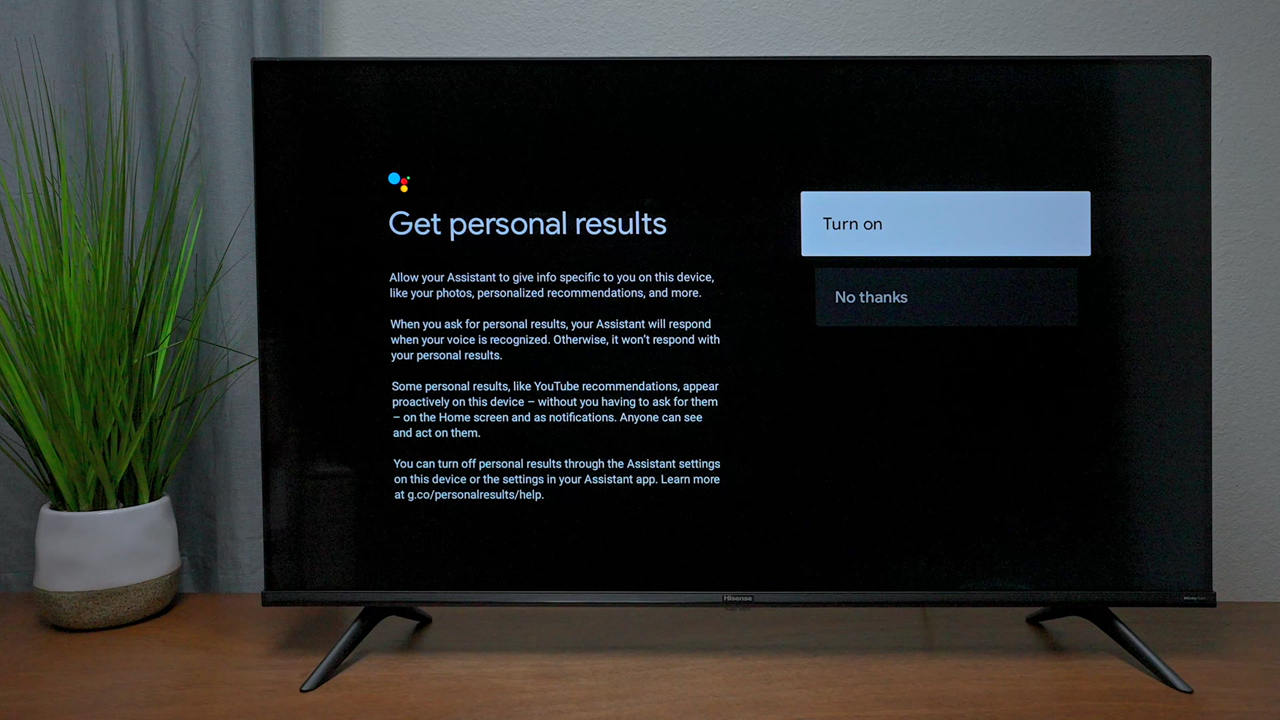 Get personal results
Allow your Assistant to give info specific to you on this device,
like your photos, personalized recommendations, and more.
When you ask for personal results, your Assistant will respond
when your voice is recognized. Otherwise, it won't respond with
your personal results.
Some personal results, like YouTube recommendations, appear
proactively on this device – without you having to ask for them
– on the Home screen and as notifications. Anyone can see
and act on them.
You can turn off personal results through the Assistant settings
on this device or the settings in your Assistant app. Learn more
at g.co/personalresults/help.
Turn on
No thanks
Hisense